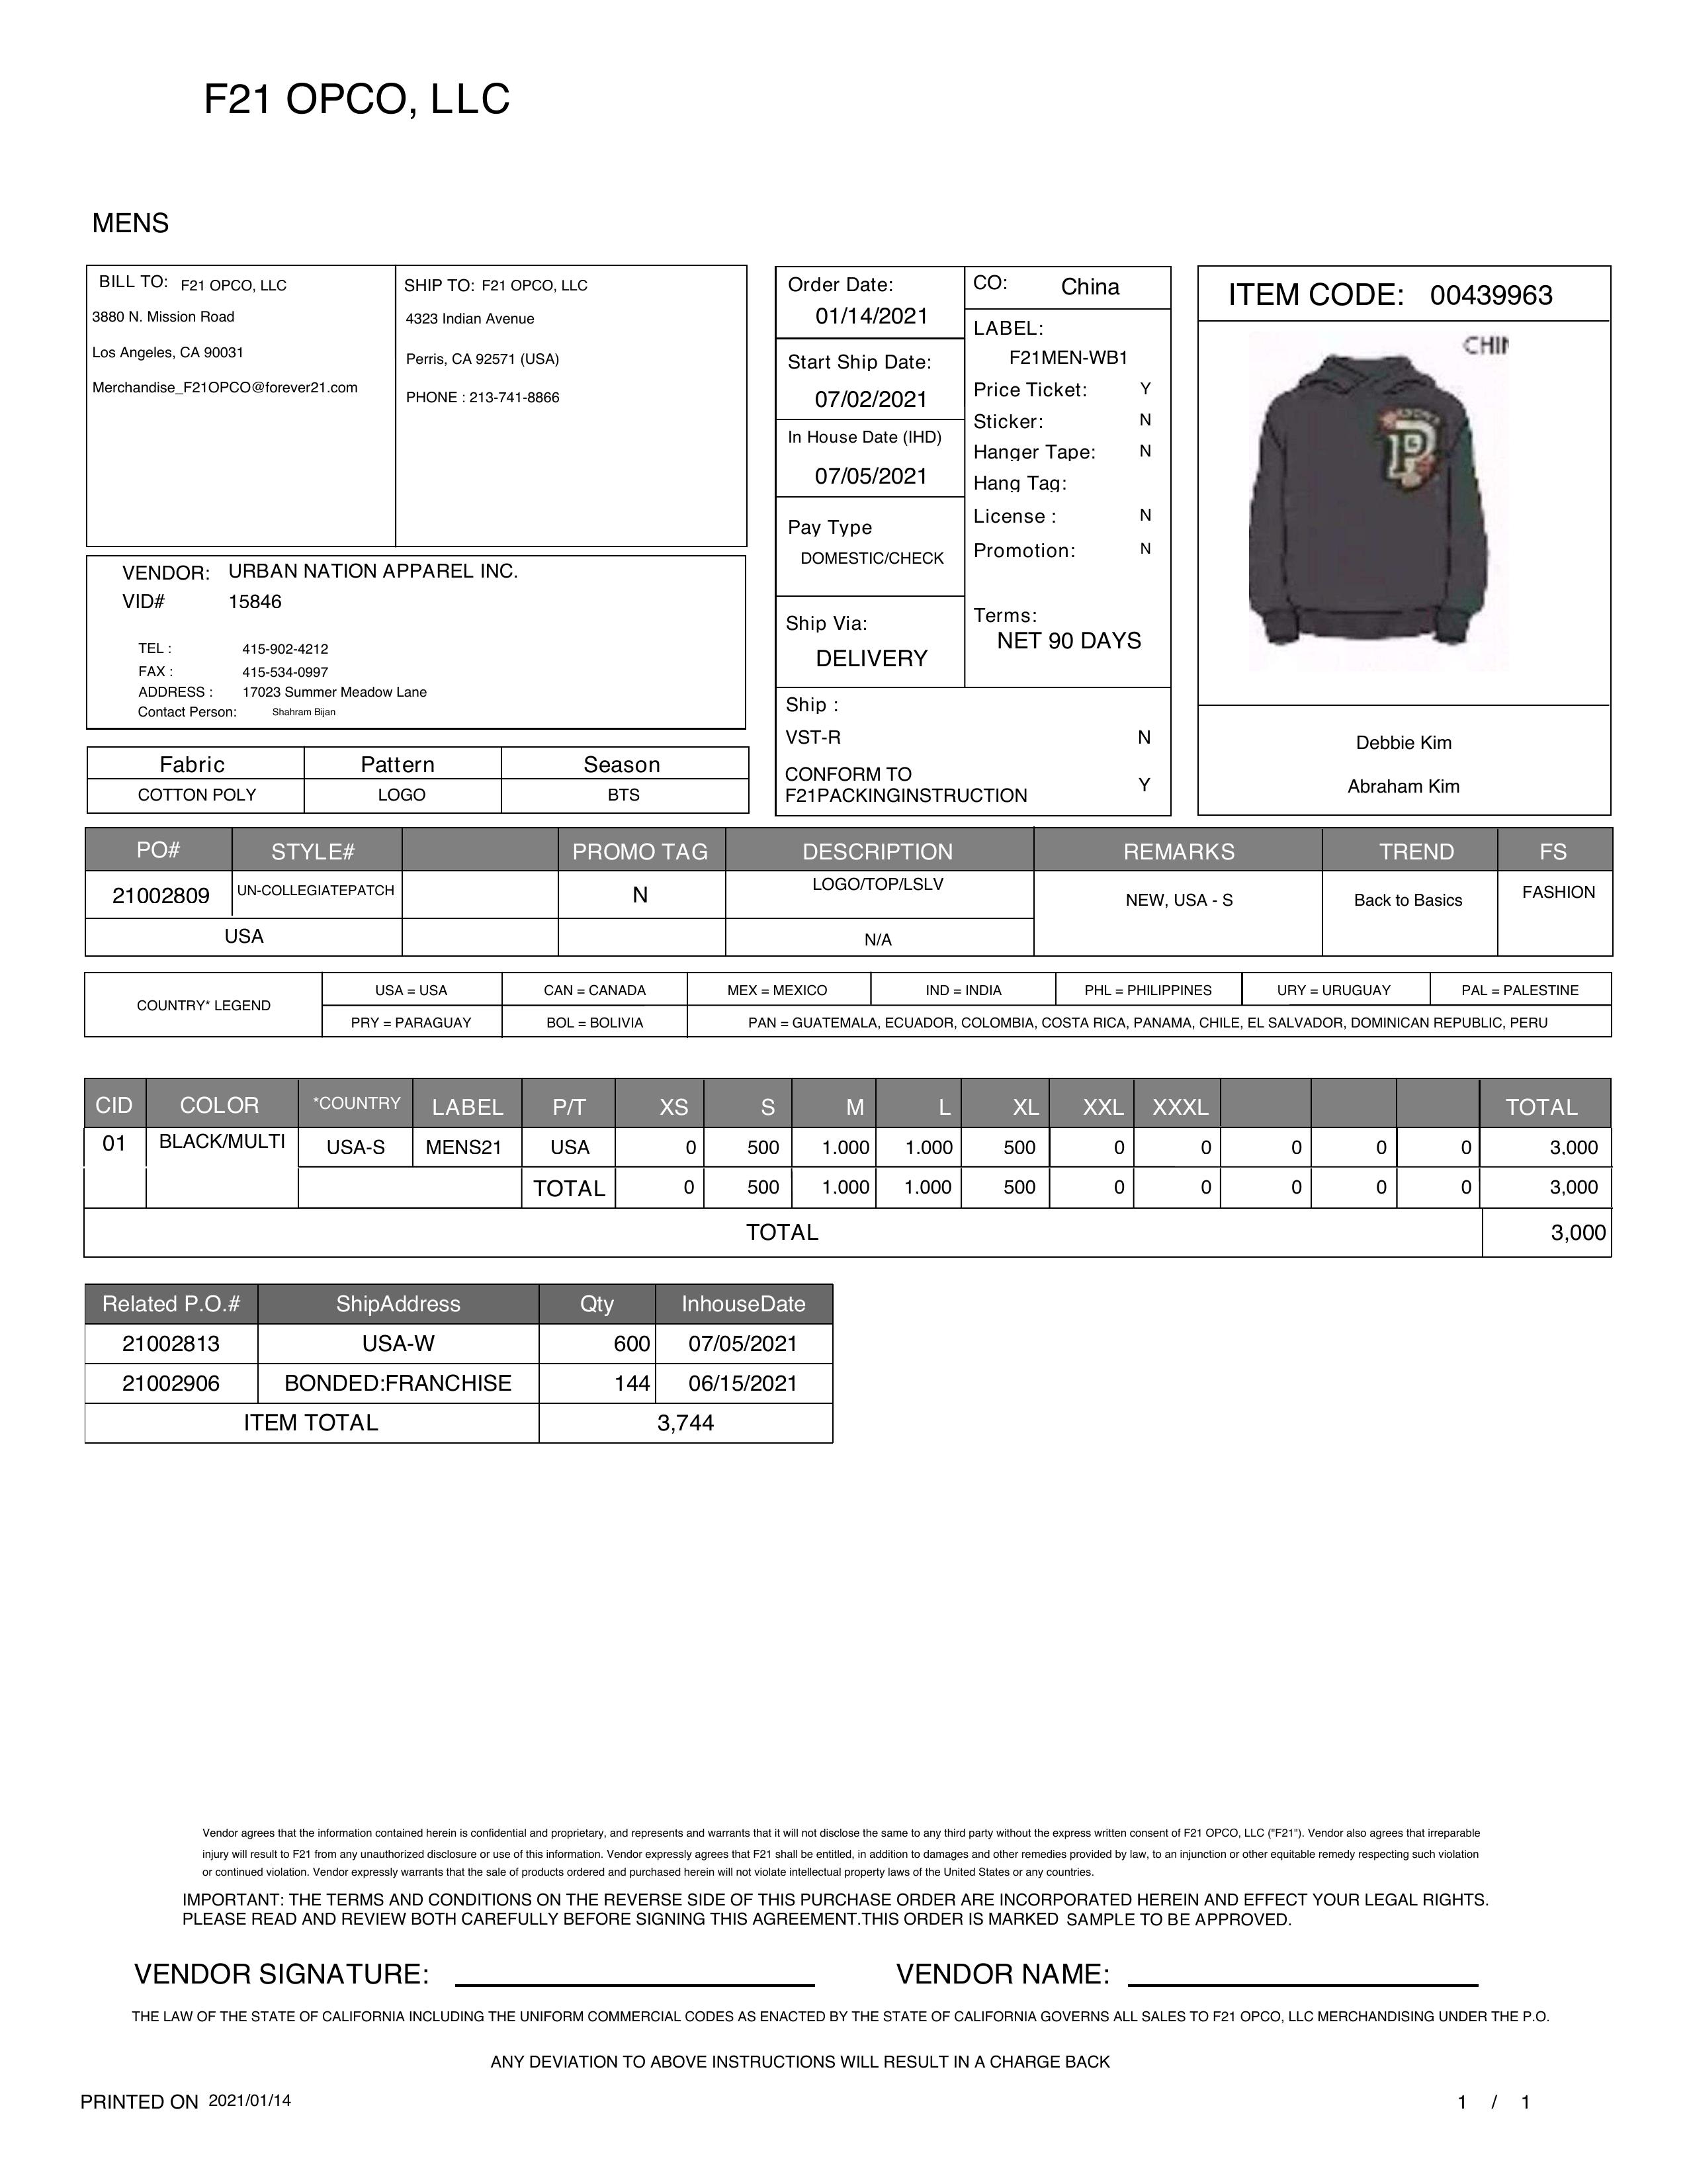 F21 OPCO, LLC
MENS
BILL TO: F21 OPCO, LLC
3880 N. Mission Road
Los Angeles, CA 90031
Merchandise_F21OPCO@forever21.com
SHIP TO: F21 OPCO, LLC
4323 Indian Avenue
Perris, CA 92571 (USA)
PHONE : 213-741-8866
VENDOR: URBAN NATION APPAREL INC.
VID# 15846
TEL : 415-902-4212
FAX : 415-534-0997
ADDRESS : 17023 Summer Meadow Lane
Contact Person: Shahram Bijan
Fabric Pattern Season
COTTON POLY LOGO BTS
Order Date:
01/14/2021
Start Ship Date:
07/02/2021
In House Date (IHD)
07/05/2021
Pay Type
DOMESTIC/CHECK
Ship Via:
DELIVERY
CO: China
LABEL:
F21MEN-WB1
Price Ticket: Y
Sticker: N
Hanger Tape: N
Hang Tag:
License : N
Promotion: N
Terms:
NET 90 DAYS
Ship :
VST-R N
CONFORM TO
F21PACKINGINSTRUCTION Y
ITEM CODE: 00439963
CHIN
P
Debbie Kim
Abraham Kim
PO# STYLE# PROMO TAG DESCRIPTION REMARKS TREND FS
21002809 UN-COLLEGIATEPATCH N LOGO/TOP/LSLV NEW, USA - S Back to Basics FASHION
USA N/A
COUNTRY* LEGEND
USA = USA CAN = CANADA MEX = MEXICO IND = INDIA PHL = PHILIPPINES URY = URUGUAY PAL = PALESTINE
PRY = PARAGUAY BOL = BOLIVIA PAN = GUATEMALA, ECUADOR, COLOMBIA, COSTA RICA, PANAMA, CHILE, EL SALVADOR, DOMINICAN REPUBLIC, PERU
CID COLOR *COUNTRY LABEL P/T XS S M L XL XXL XXXL TOTAL
01 BLACK/MULTI USA-S MENS21 USA 0 500 1.000 1.000 500 0 0 0 0 0 3,000
TOTAL 0 500 1.000 1.000 500 0 0 0 0 0 3,000
TOTAL 3,000
Related P.O.# ShipAddress Qty InhouseDate
21002813 USA-W 600 07/05/2021
21002906 BONDED:FRANCHISE 144 06/15/2021
ITEM TOTAL 3,744
Vendor agrees that the information contained herein is confidential and proprietary, and represents and warrants that it will not disclose the same to any third party without the express written consent of F21 OPCO, LLC ("F21"). Vendor also agrees that irreparable
injury will result to F21 from any unauthorized disclosure or use of this information. Vendor expressly agrees that F21 shall be entitled, in addition to damages and other remedies provided by law, to an injunction or other equitable remedy respecting such violation
or continued violation. Vendor expressly warrants that the sale of products ordered and purchased herein will not violate intellectual property laws of the United States or any countries.
IMPORTANT: THE TERMS AND CONDITIONS ON THE REVERSE SIDE OF THIS PURCHASE ORDER ARE INCORPORATED HEREIN AND EFFECT YOUR LEGAL RIGHTS.
PLEASE READ AND REVIEW BOTH CAREFULLY BEFORE SIGNING THIS AGREEMENT.THIS ORDER IS MARKED SAMPLE TO BE APPROVED.
VENDOR SIGNATURE: VENDOR NAME:
THE LAW OF THE STATE OF CALIFORNIA INCLUDING THE UNIFORM COMMERCIAL CODES AS ENACTED BY THE STATE OF CALIFORNIA GOVERNS ALL SALES TO F21 OPCO, LLC MERCHANDISING UNDER THE P.O.
ANY DEVIATION TO ABOVE INSTRUCTIONS WILL RESULT IN A CHARGE BACK
PRINTED ON 2021/01/14 1 / 1